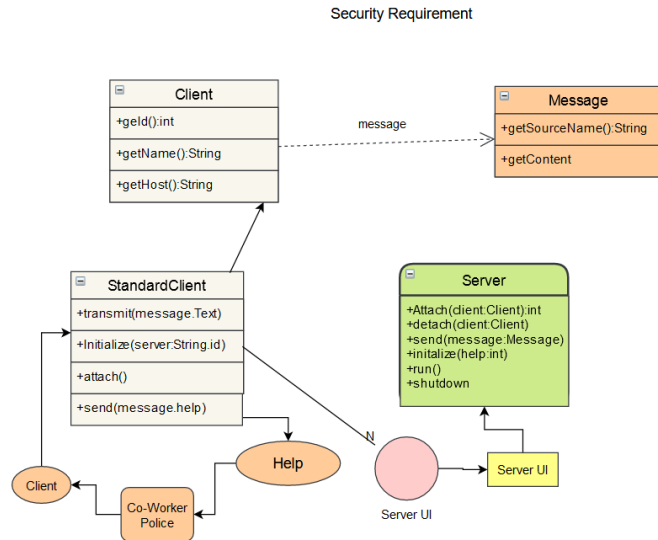 Security Requirement
Client
+geId():int
+getName():String
+getHost():String
message
Message
+getSourceName():String
+getContent
StandardClient
+transmit(message.Text)
+Initialize(server:String.id)
+attach()
+send(message.help)
Server
+Attach(client:Client):int
+detach(client:Client)
+send(message:Message)
+initalize(help:int)
+run()
+shutdown
N
Help
Client
Co-Worker
Police
Server UI
Server UI